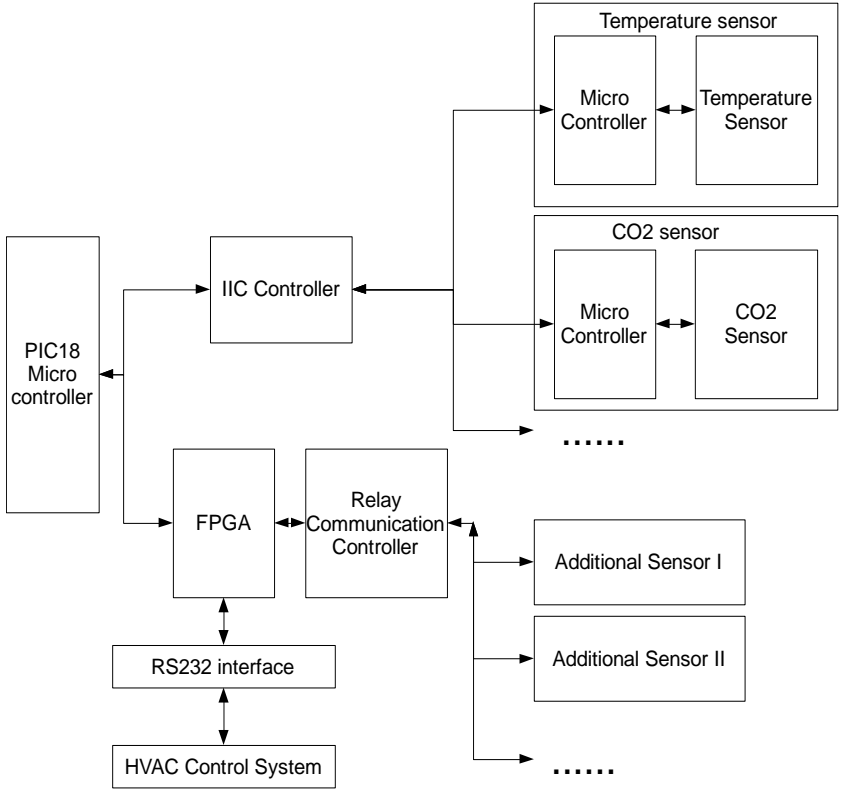 Temperature sensor
Micro
Controller
Temperature
Sensor
CO2 sensor
Micro
Controller
CO2
Sensor
......
IIC Controller
PIC18
Micro
controller
FPGA
Relay
Communication
Controller
Additional Sensor I
Additional Sensor II
......
RS232 interface
HVAC Control System